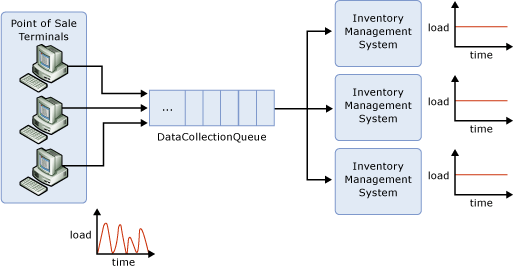 Point of Sale
Terminals
...
DataCollectionQueue
load
time
Inventory
Management
System
load
time
Inventory
Management
System
load
time
Inventory
Management
System
load
time